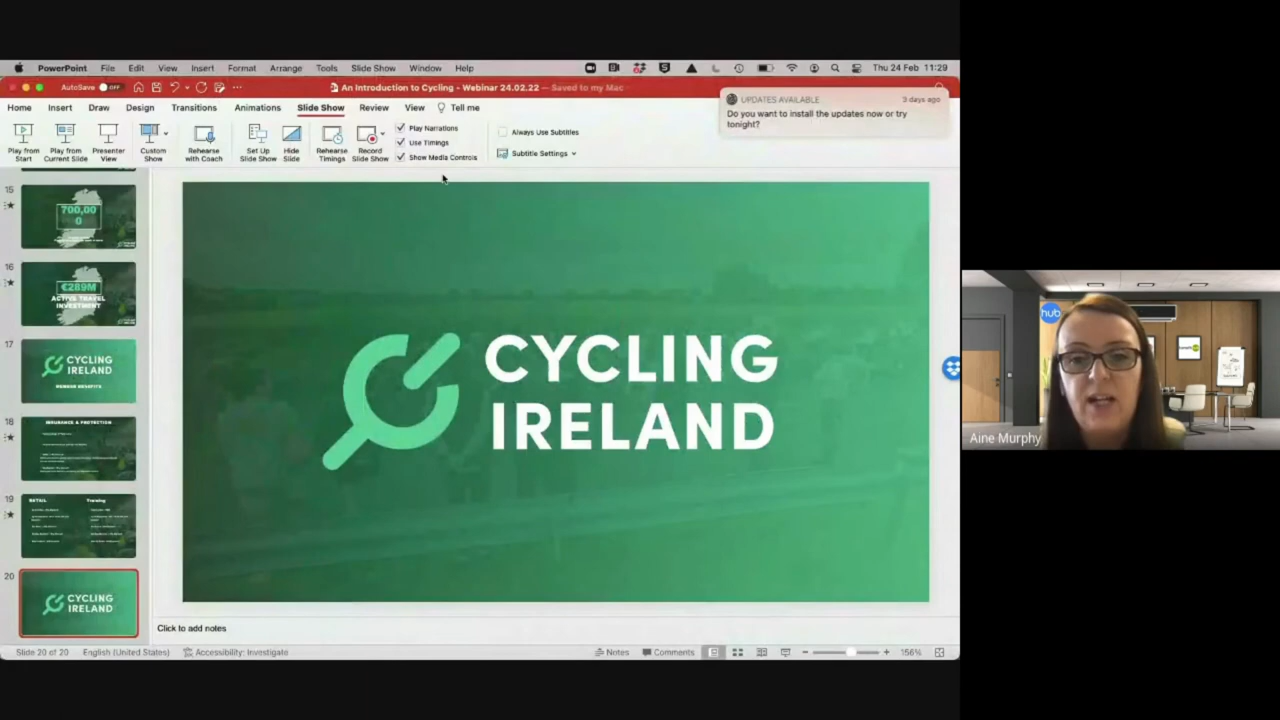 PowerPoint File Edit View Insert Format Arrange Tools Slide Show Window Help Thu 24 Feb 11:29
AutoSave OFF An Introduction to Cycling - Webinar 24.02.22 — Saved to my Mac
Home Insert Draw Design Transitions Animations Slide Show Review View Tell me
UPDATES AVAILABLE 3 days ago
Do you want to install the updates now or try
tonight?
Play from
Start
Play from
Current Slide
Presenter
View
Custom
Show
Rehearse
with Coach
Set Up
Slide Show
Hide
Slide
Rehearse
Timings
Record
Slide Show
Play Narrations
Use Timings
Show Media Controls
Always Use Subtitles
Subtitle Settings
15
700,00
0
16
€289M
ACTIVE TRAVEL
INVESTMENT
17
CYCLING
IRELAND
MEMBER BENEFITS
18
INSURANCE & PROTECTION
19
RETAIL Training
20
CYCLING
IRELAND
CYCLING
IRELAND
hub
Aine Murphy
Click to add notes
Slide 20 of 20 English (United States) Accessibility: Investigate Notes Comments 156%